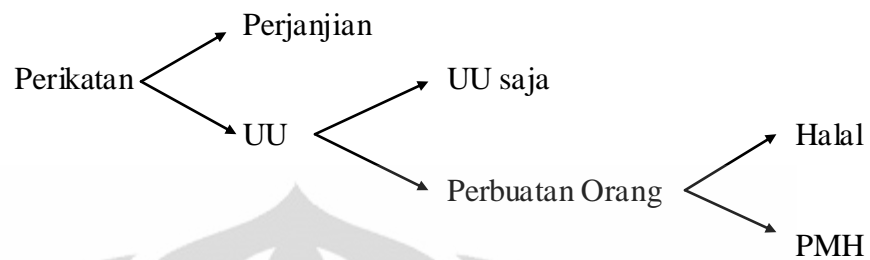 Perjanjian
Perikatan
UU saja
UU
Halal
Perbuatan Orang
PMH